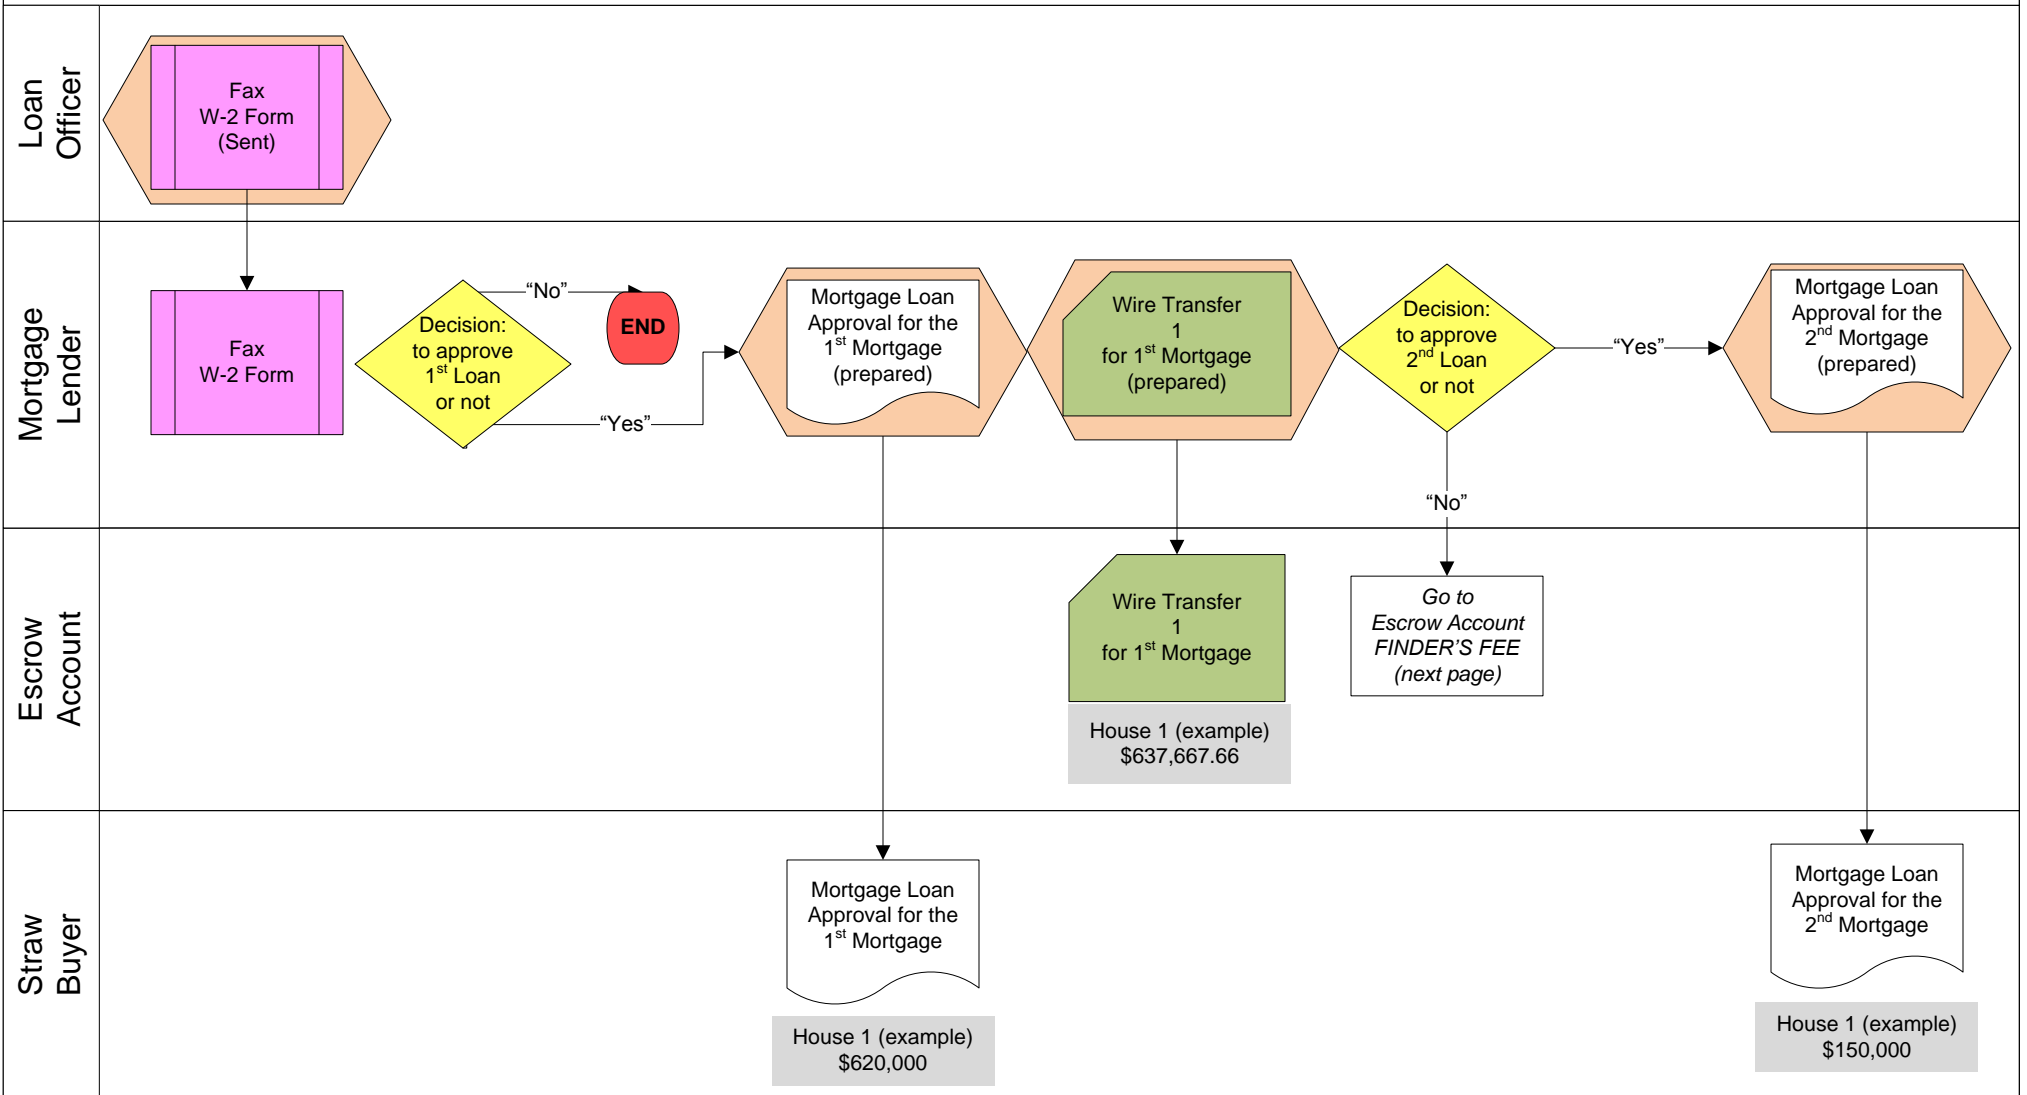 Loan
Officer
Fax
W-2 Form
(Sent)
Mortgage
Lender
Fax
W-2 Form
Decision:
to approve
1st Loan
or not
“No”
END
“Yes”
Mortgage Loan
Approval for the
1st Mortgage
(prepared)
Wire Transfer
1
for 1st Mortgage
(prepared)
Decision:
to approve
2nd Loan
or not
“Yes”
“No”
Mortgage Loan
Approval for the
2nd Mortgage
(prepared)
Escrow
Account
Wire Transfer
1
for 1st Mortgage
House 1 (example)
$637,667.66
Go to
Escrow Account
FINDER’S FEE
(next page)
Straw
Buyer
Mortgage Loan
Approval for the
1st Mortgage
House 1 (example)
$620,000
Mortgage Loan
Approval for the
2nd Mortgage
House 1 (example)
$150,000